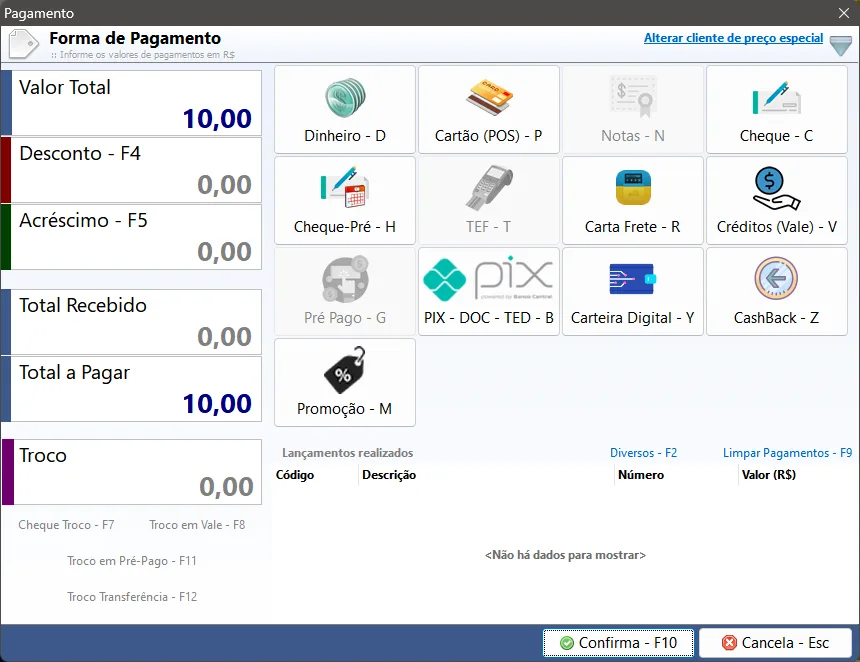 Pagamento
Forma de Pagamento
:: Informe os valores de pagamentos em R$
Alterar cliente de preço especial
Valor Total
10,00
Desconto - F4
0,00
Acréscimo - F5
0,00
Total Recebido
0,00
Total a Pagar
10,00
Troco
0,00
Cheque Troco - F7 Troco em Vale - F8
Troco em Pré-Pago - F11
Troco Transferência - F12
Dinheiro - D
Cartão (POS) - P
Notas - N
Cheque - C
Cheque-Pré - H
TEF - T
Carta Frete - R
Créditos (Vale) - V
Pré Pago - G
pix
powered by Banco Central
PIX - DOC - TED - B
Carteira Digital - Y
CashBack - Z
%
Promoção - M
Lançamentos realizados Diversos - F2 Limpar Pagamentos - F9
Código Descrição Número Valor (R$)
<Não há dados para mostrar>
Confirma - F10 Cancela - Esc